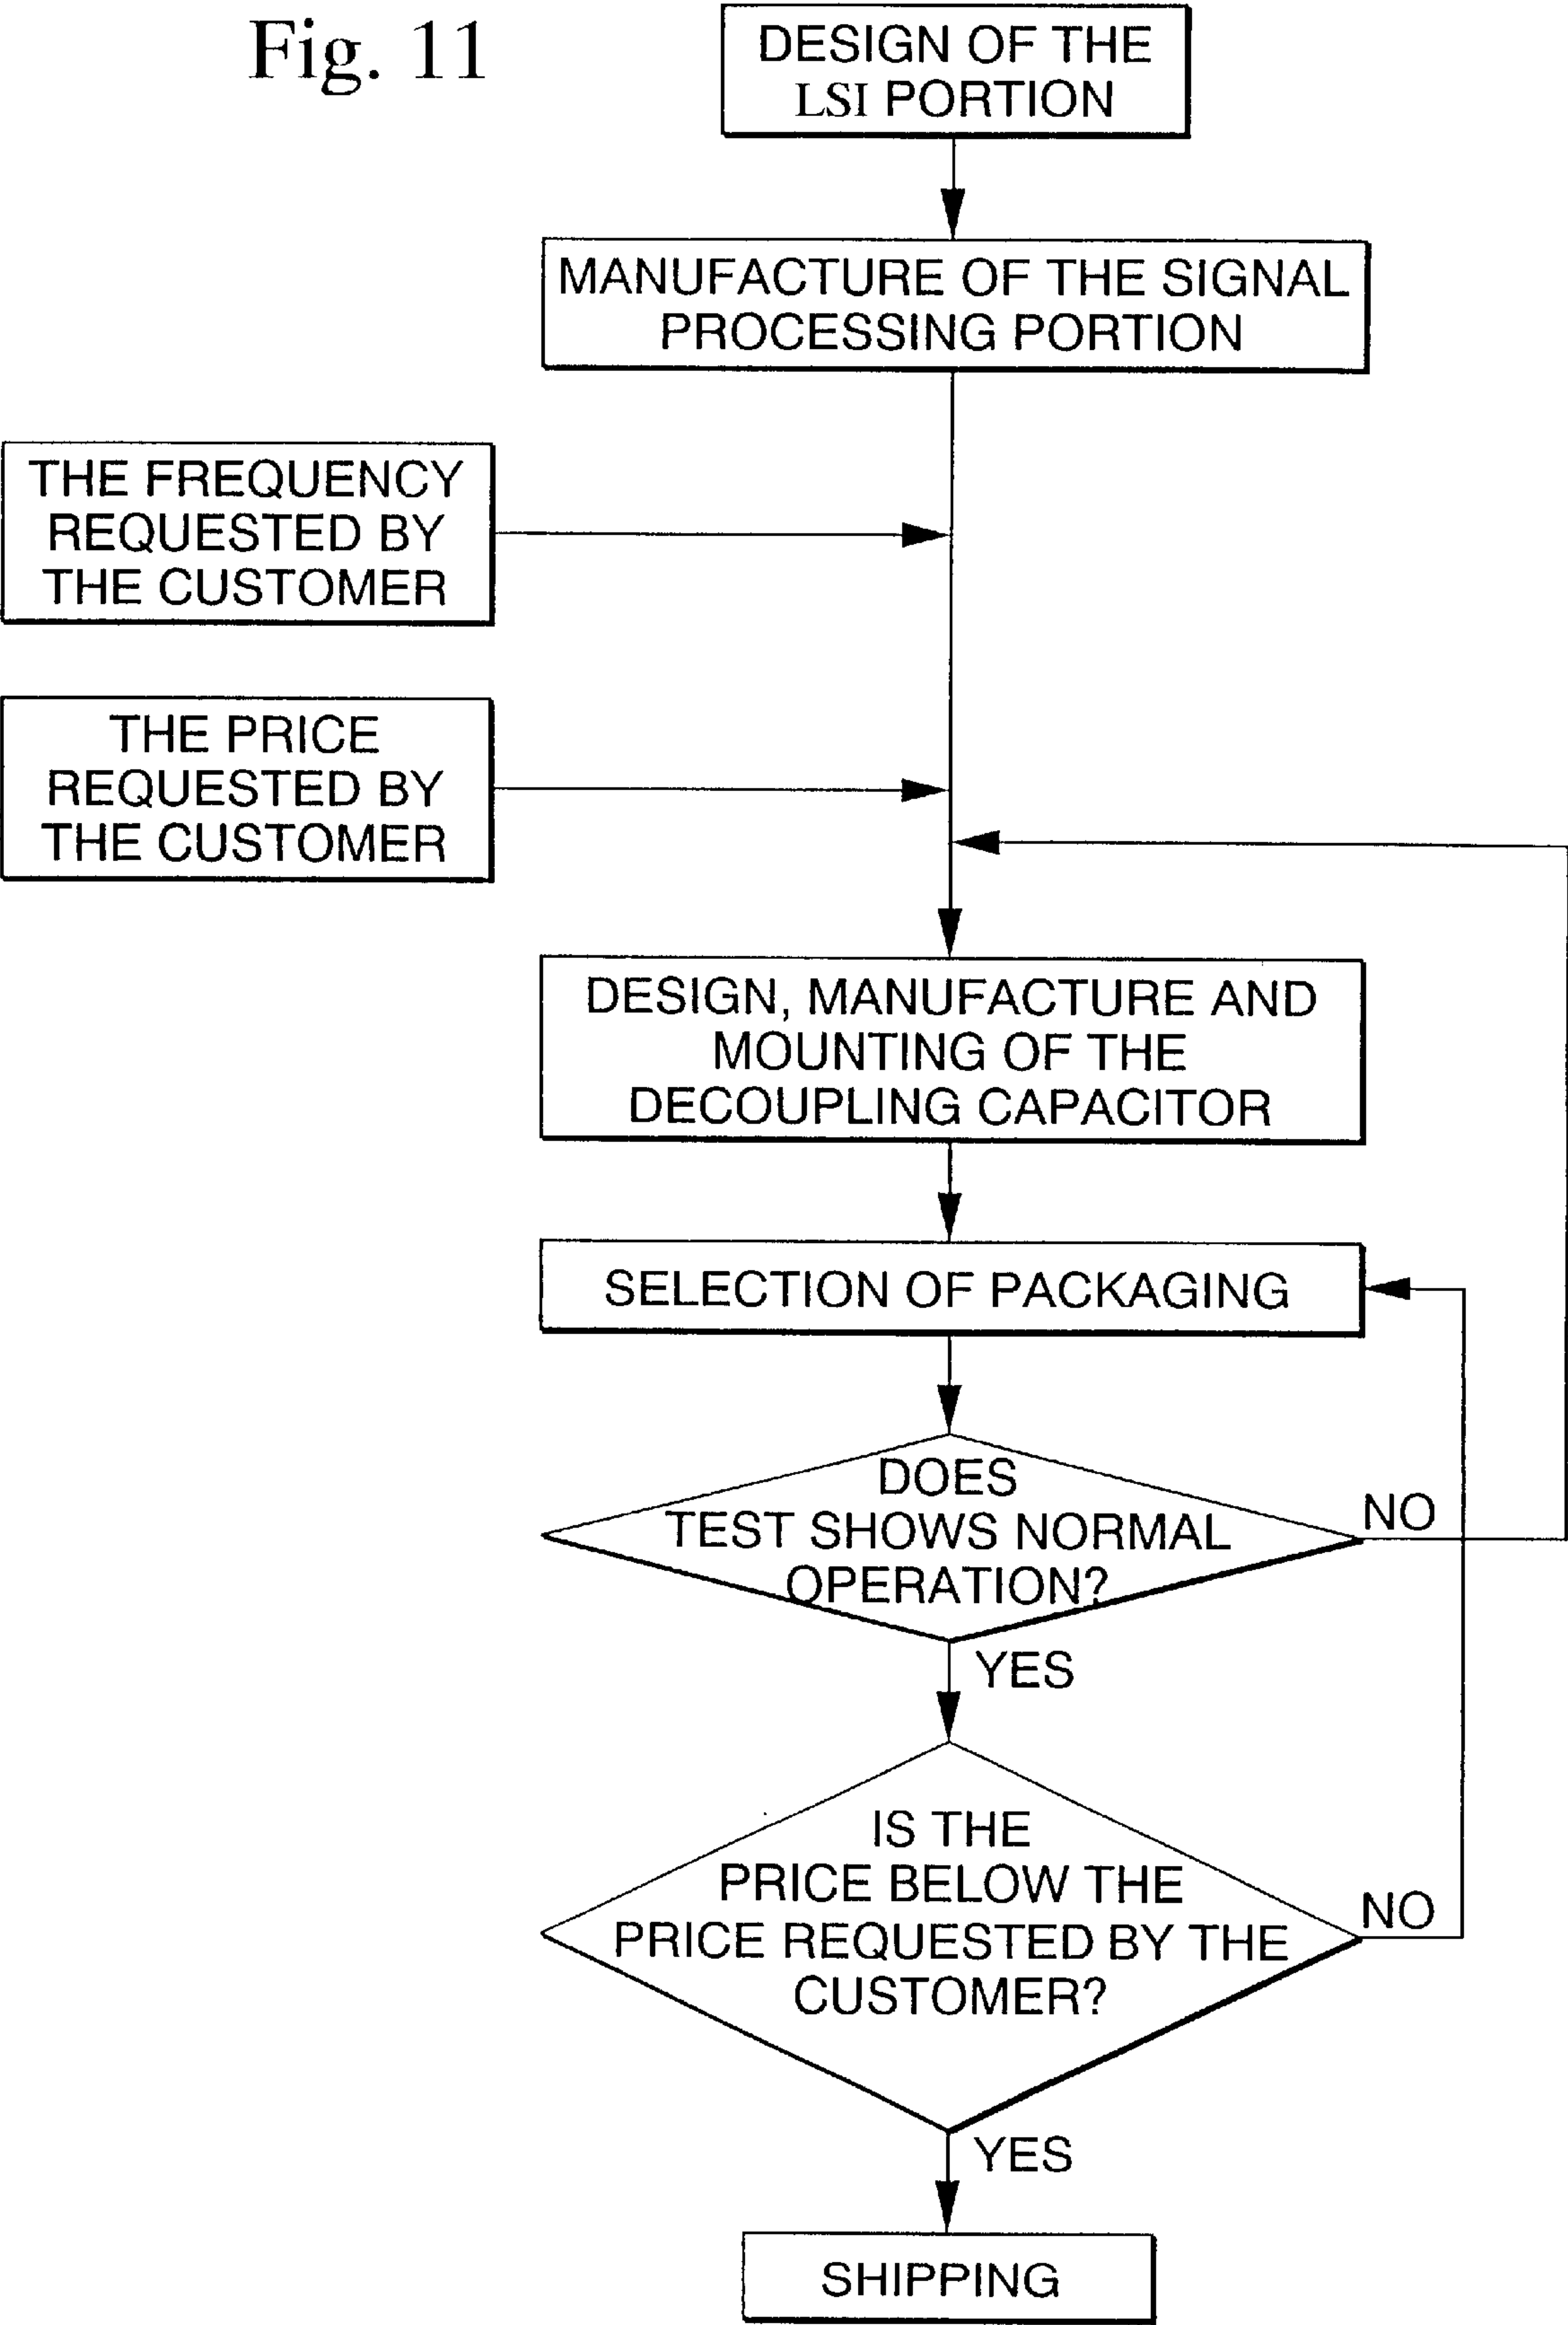 Fig. 11
DESIGN OF THE
LSI PORTION
MANUFACTURE OF THE SIGNAL
PROCESSING PORTION
THE FREQUENCY
REQUESTED BY
THE CUSTOMER
THE PRICE
REQUESTED BY
THE CUSTOMER
DESIGN, MANUFACTURE AND
MOUNTING OF THE
DECOUPLING CAPACITOR
SELECTION OF PACKAGING
DOES
TEST SHOWS NORMAL
OPERATION?
NO
YES
IS THE
PRICE BELOW THE
PRICE REQUESTED BY THE
CUSTOMER?
NO
YES
SHIPPING